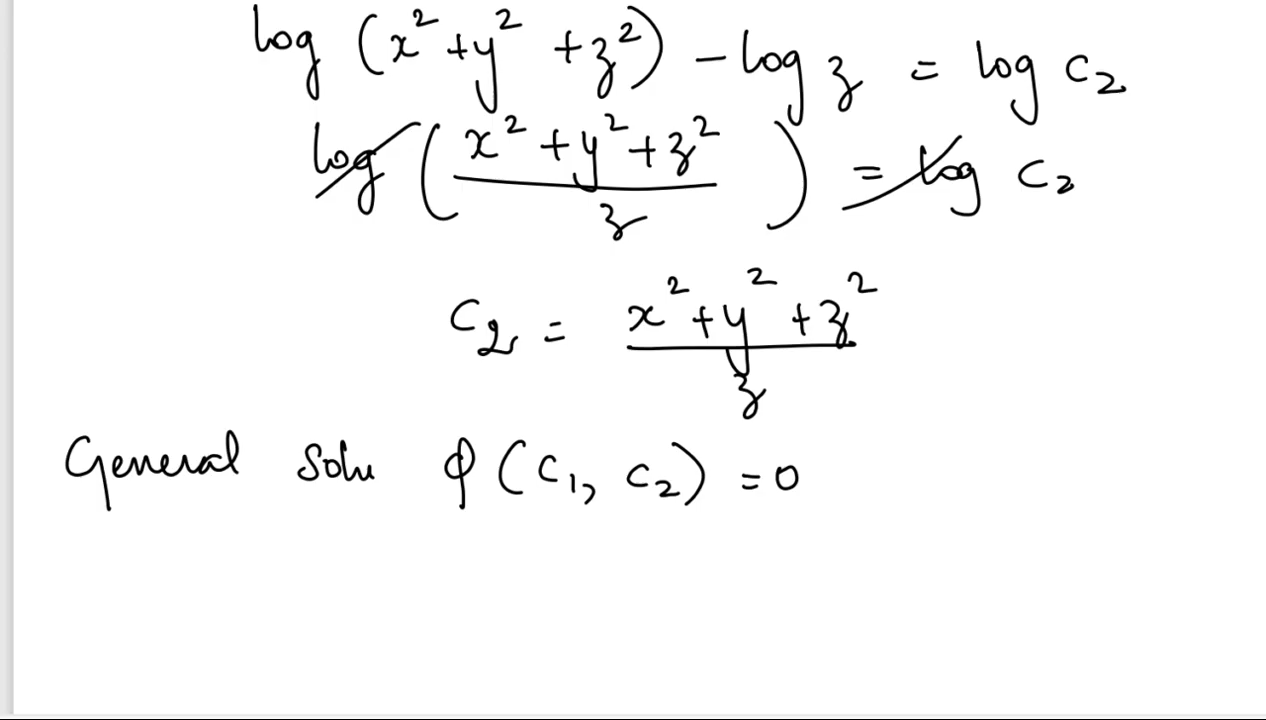 log (x² + y² + z²) - log z = log c₂
log ( (x² + y² + z²) / z ) = log c₂
c₂ = (x² + y² + z²) / z
General Soln φ (c₁, c₂) = 0